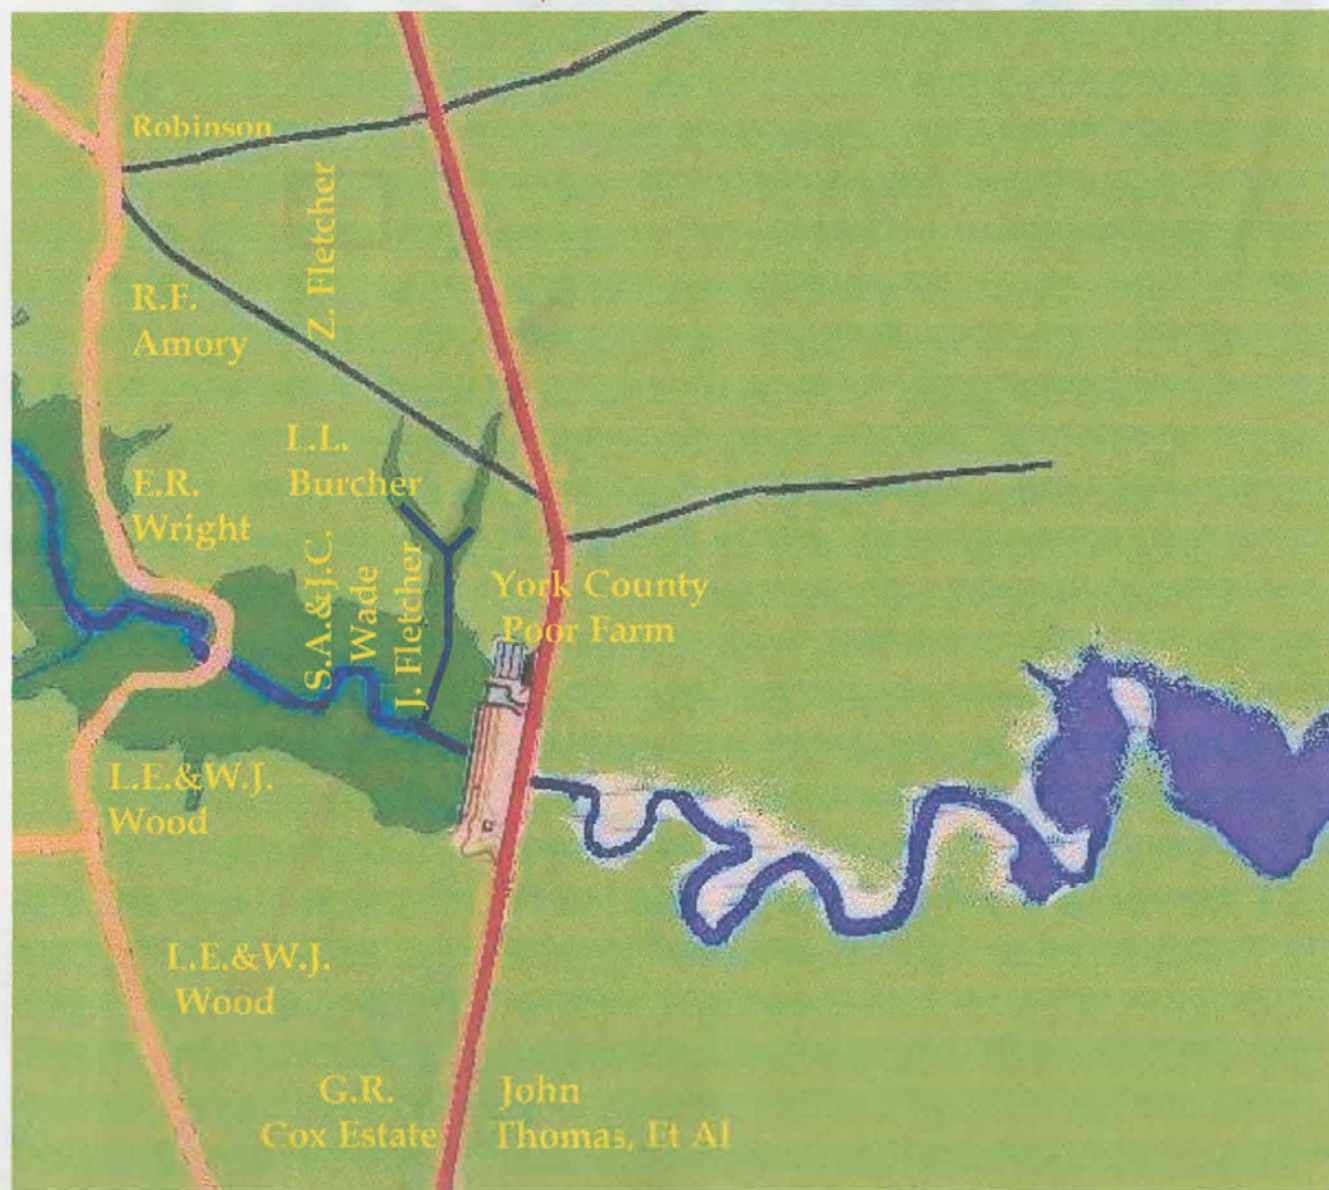 Robinson
Z. Fletcher
R.F.
Amory
L.L.
Burcher
E.R.
Wright
S.A.&J.C.
Wade
J. Fletcher
York County
Poor Farm
L.E.&W.J.
Wood
L.E.&W.J.
Wood
G.R.
Cox Estate
John
Thomas, Et Al